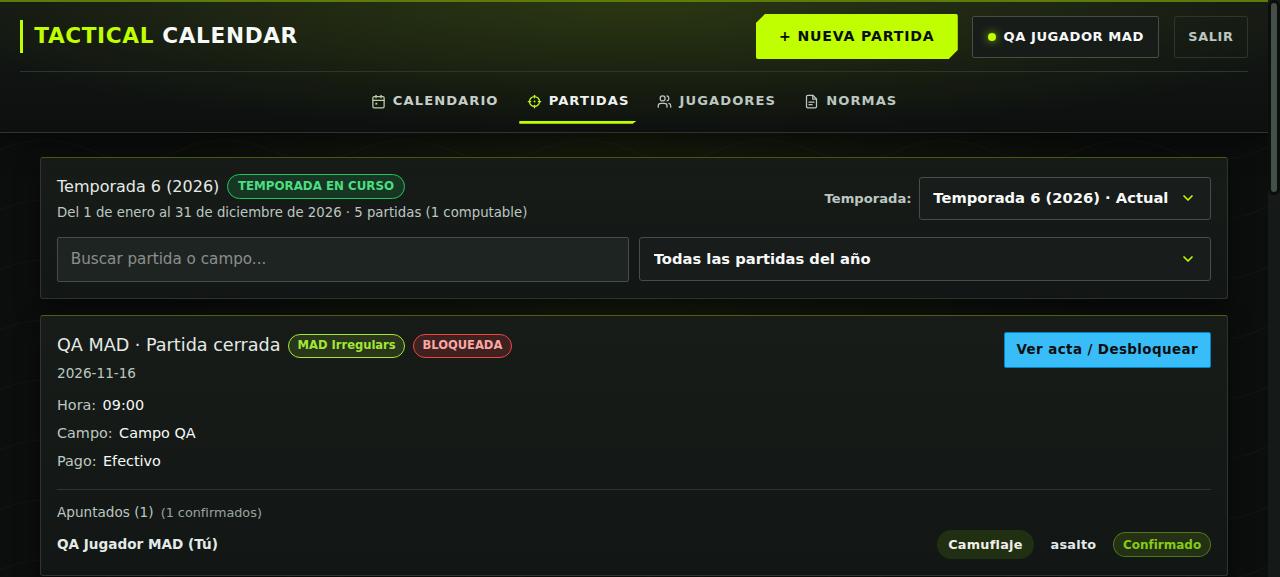 TACTICAL CALENDAR
+ NUEVA PARTIDA
QA JUGADOR MAD
SALIR
CALENDARIO
PARTIDAS
JUGADORES
NORMAS
Temporada 6 (2026) TEMPORADA EN CURSO
Del 1 de enero al 31 de diciembre de 2026 · 5 partidas (1 computable)
Temporada: Temporada 6 (2026) · Actual
Buscar partida o campo...
Todas las partidas del año
QA MAD · Partida cerrada MAD Irregulars BLOQUEADA
Ver acta / Desbloquear
2026-11-16
Hora: 09:00
Campo: Campo QA
Pago: Efectivo
Apuntados (1) (1 confirmados)
QA Jugador MAD (Tú) Camuflaje asalto Confirmado